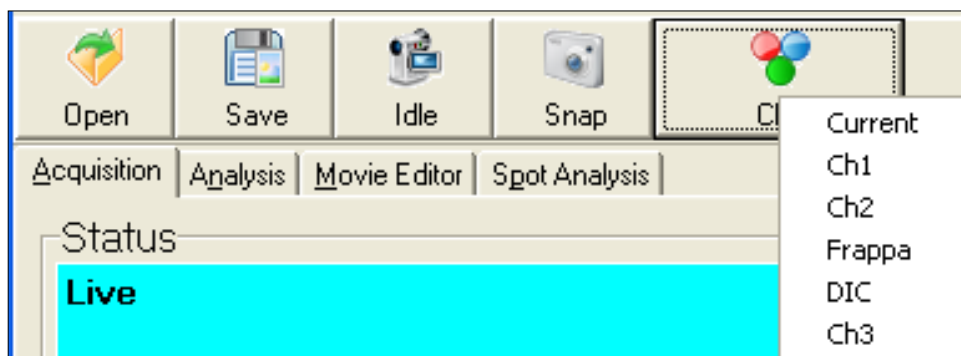 Open Save Idle Snap
Acquisition Analysis Movie Editor Spot Analysis
Status
Live
Current
Ch1
Ch2
Frappa
DIC
Ch3